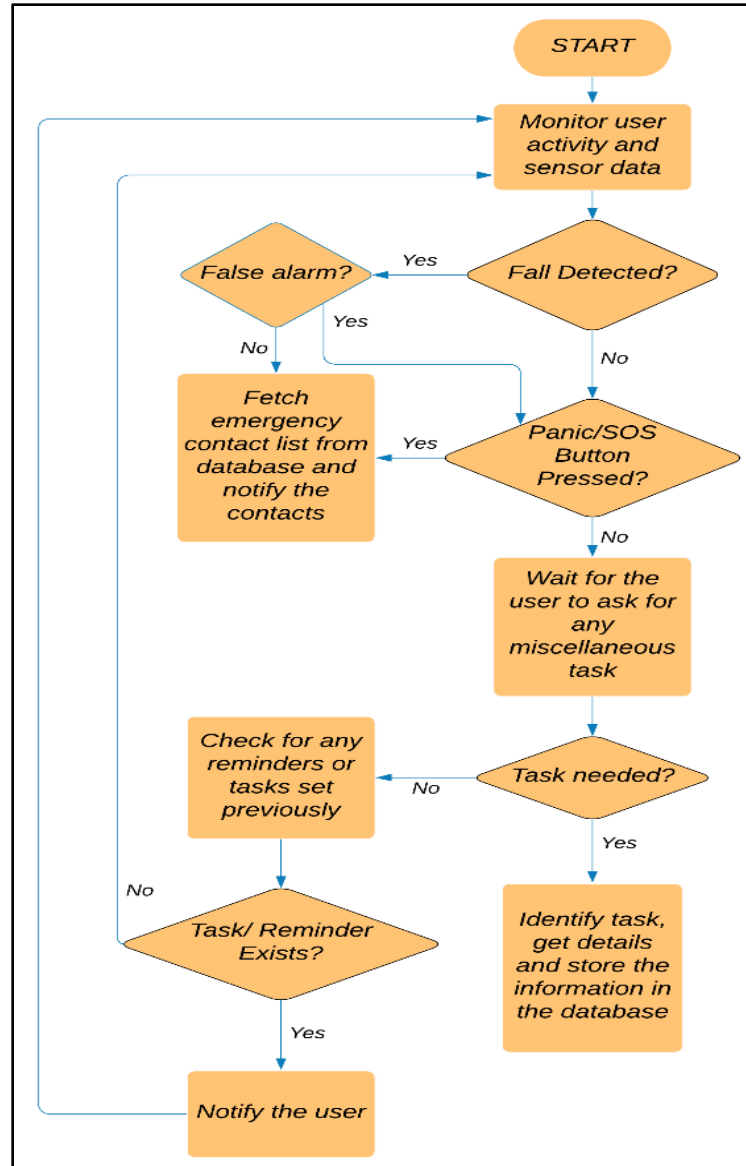 START
Monitor user
activity and
sensor data
False alarm?
Yes
Fall Detected?
Yes
No
No
Fetch
emergency
contact list from
database and
notify the
contacts
Yes
Panic/SOS
Button
Pressed?
No
Wait for the
user to ask for
any
miscellaneous
task
Check for any
reminders or
tasks set
previously
No
Task needed?
Yes
No
Task/ Reminder
Exists?
Identify task,
get details
and store the
information in
the database
Yes
Notify the user